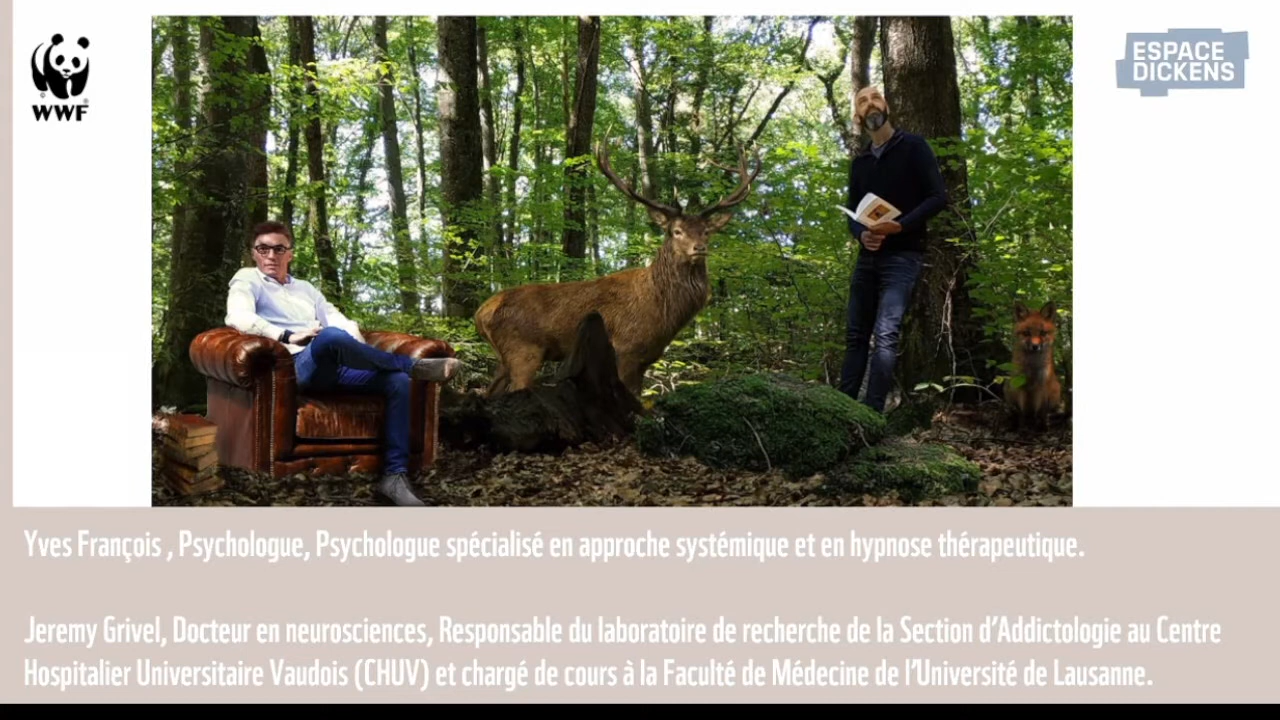 WWF
ESPACE
DICKENS
Yves François , Psychologue, Psychologue spécialisé en approche systémique et en hypnose thérapeutique.
Jeremy Grivel, Docteur en neurosciences, Responsable du laboratoire de recherche de la Section d'Addictologie au Centre
Hospitalier Universitaire Vaudois (CHUV) et chargé de cours à la Faculté de Médecine de l'Université de Lausanne.